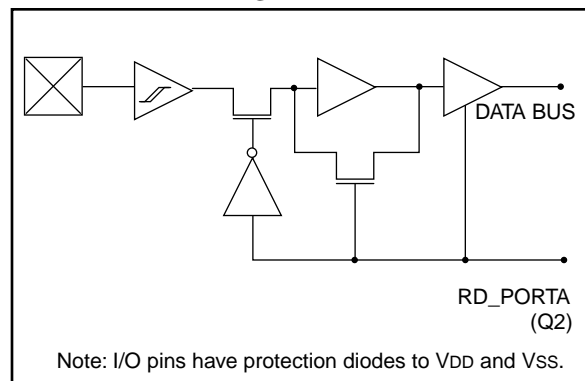 DATA BUS
RD_PORTA
(Q2)
Note: I/O pins have protection diodes to VDD and VSS.